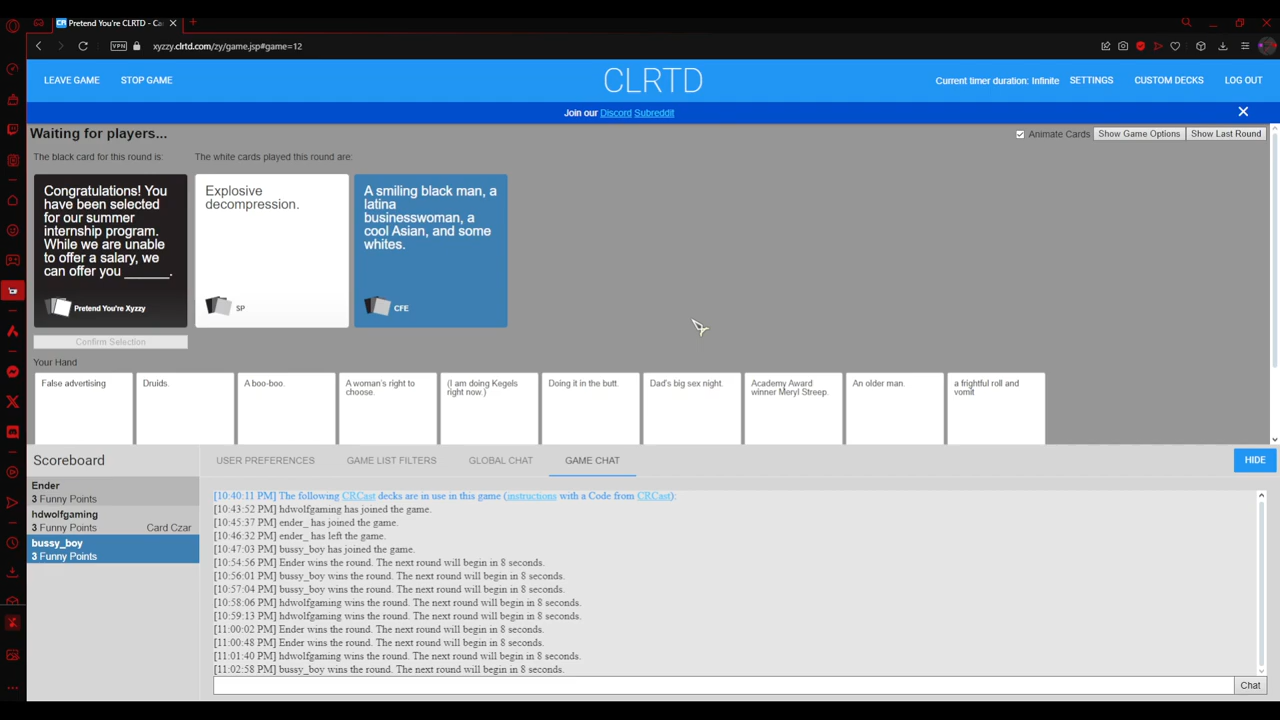 Pretend You're CLRTD - Ca
VPN
xyzzy.clrtd.com/zy/game.jsp#game=12
LEAVE GAME
STOP GAME
CLRTD
Current timer duration: Infinite
SETTINGS
CUSTOM DECKS
LOG OUT
Join our Discord Subreddit
Waiting for players...
Animate Cards
Show Game Options
Show Last Round
The black card for this round is:
The white cards played this round are:
Congratulations! You
have been selected
for our summer
internship program.
While we are unable
to offer a salary, we
can offer you ______.
Pretend You're Xyzzy
Explosive
decompression.
SP
A smiling black man, a
latina
businesswoman, a
cool Asian, and some
whites.
CFE
Confirm Selection
Your Hand
False advertising
Druids.
A boo-boo.
A woman's right to
choose.
(I am doing Kegels
right now.)
Doing it in the butt.
Dad's big sex night.
Academy Award
winner Meryl Streep.
An older man.
a frightful roll and
vomit
Scoreboard
Ender
3 Funny Points
hdwolfgaming
3 Funny Points
Card Czar
bussy_boy
3 Funny Points
USER PREFERENCES
GAME LIST FILTERS
GLOBAL CHAT
GAME CHAT
HIDE
[10:40:11 PM] The following CRCast decks are in use in this game (instructions with a Code from CRCast):
[10:43:52 PM] hdwolfgaming has joined the game.
[10:45:37 PM] ender_ has joined the game.
[10:46:32 PM] ender_ has left the game.
[10:47:03 PM] bussy_boy has joined the game.
[10:54:56 PM] Ender wins the round. The next round will begin in 8 seconds.
[10:56:01 PM] bussy_boy wins the round. The next round will begin in 8 seconds.
[10:57:04 PM] bussy_boy wins the round. The next round will begin in 8 seconds.
[10:58:06 PM] hdwolfgaming wins the round. The next round will begin in 8 seconds.
[10:59:13 PM] hdwolfgaming wins the round. The next round will begin in 8 seconds.
[11:00:02 PM] Ender wins the round. The next round will begin in 8 seconds.
[11:00:48 PM] Ender wins the round. The next round will begin in 8 seconds.
[11:01:40 PM] hdwolfgaming wins the round. The next round will begin in 8 seconds.
[11:02:58 PM] bussy_boy wins the round. The next round will begin in 8 seconds.
Chat